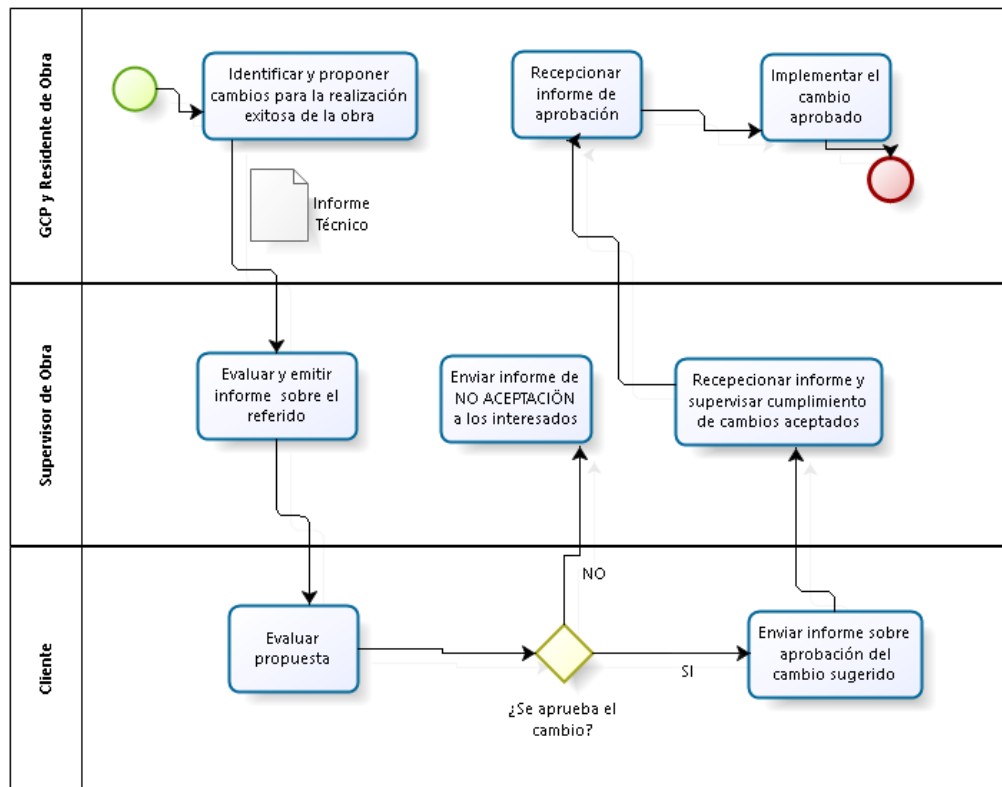 GCP y Residente de Obra
Identificar y proponer
cambios para la realización
exitosa de la obra
Informe
Técnico
Recepcionar
informe de
aprobación
Implementar el
cambio
aprobado
Supervisor de Obra
Evaluar y emitir
informe sobre el
referido
Enviar informe de
NO ACEPTACIÖN
a los interesados
Recepecionar informe y
supervisar cumplimiento
de cambios aceptados
Cliente
Evaluar
propuesta
NO
SI
¿Se aprueba el
cambio?
Enviar informe sobre
aprobación del
cambio sugerido